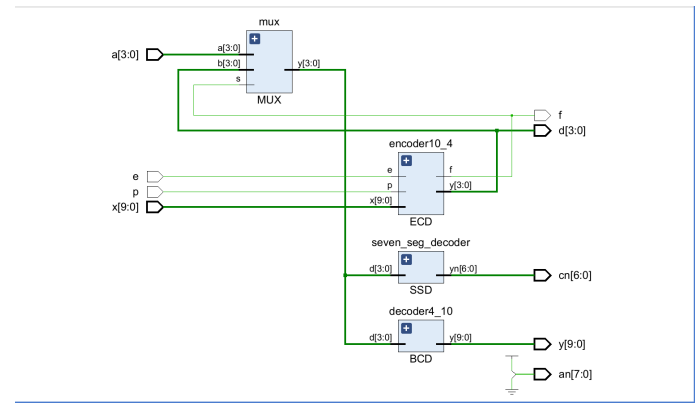 mux
a[3:0]
a[3:0]
b[3:0]
y[3:0]
s
MUX
f
d[3:0]
encoder10_4
e
e
f
p
p
y[3:0]
x[9:0]
x[9:0]
ECD
seven_seg_decoder
d[3:0]
yn[6:0]
cn[6:0]
SSD
decoder4_10
d[3:0]
y[9:0]
y[9:0]
BCD
an[7:0]